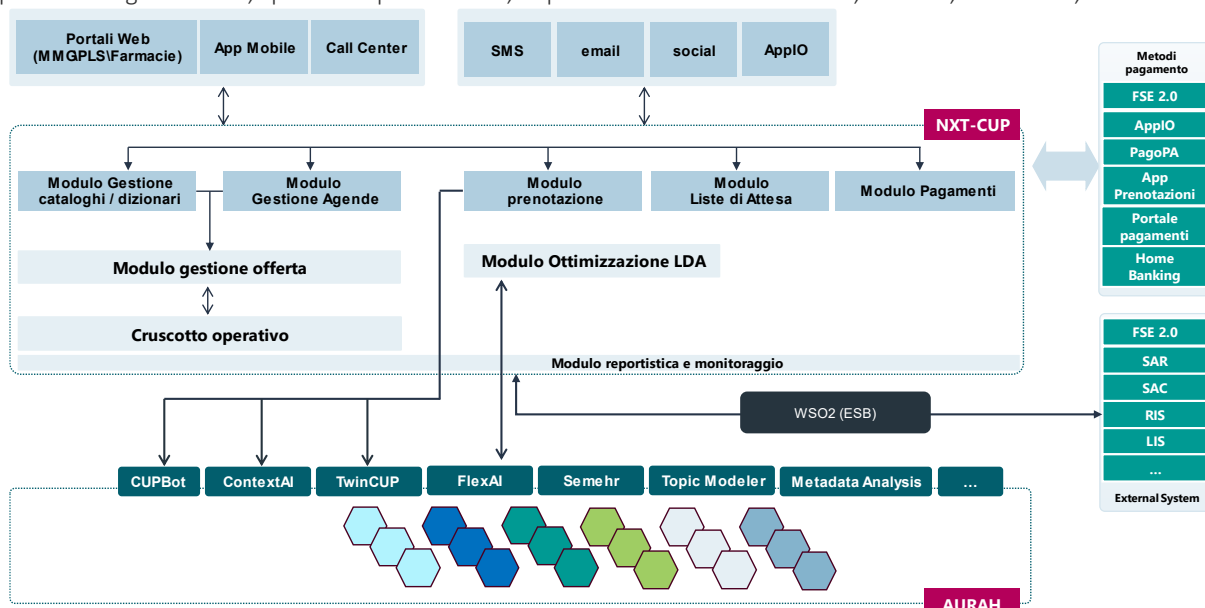 Portali Web
(MMGPLS\Farmacie)
App Mobile
Call Center
SMS
email
social
AppIO
Metodi
pagamento
FSE 2.0
AppIO
PagoPA
App
Prenotazioni
Portale
pagamenti
Home
Banking
NXT-CUP
Modulo Gestione
cataloghi / dizionari
Modulo
Gestione Agende
Modulo
prenotazione
Modulo
Liste di Attesa
Modulo Pagamenti
Modulo gestione offerta
Modulo Ottimizzazione LDA
Cruscotto operativo
Modulo reportistica e monitoraggio
WSO2 (ESB)
FSE 2.0
SAR
SAC
RIS
LIS
...
External System
CUPBot
ContextAI
TwinCUP
FlexAI
Semehr
Topic Modeler
Metadata Analysis
...
AURAH